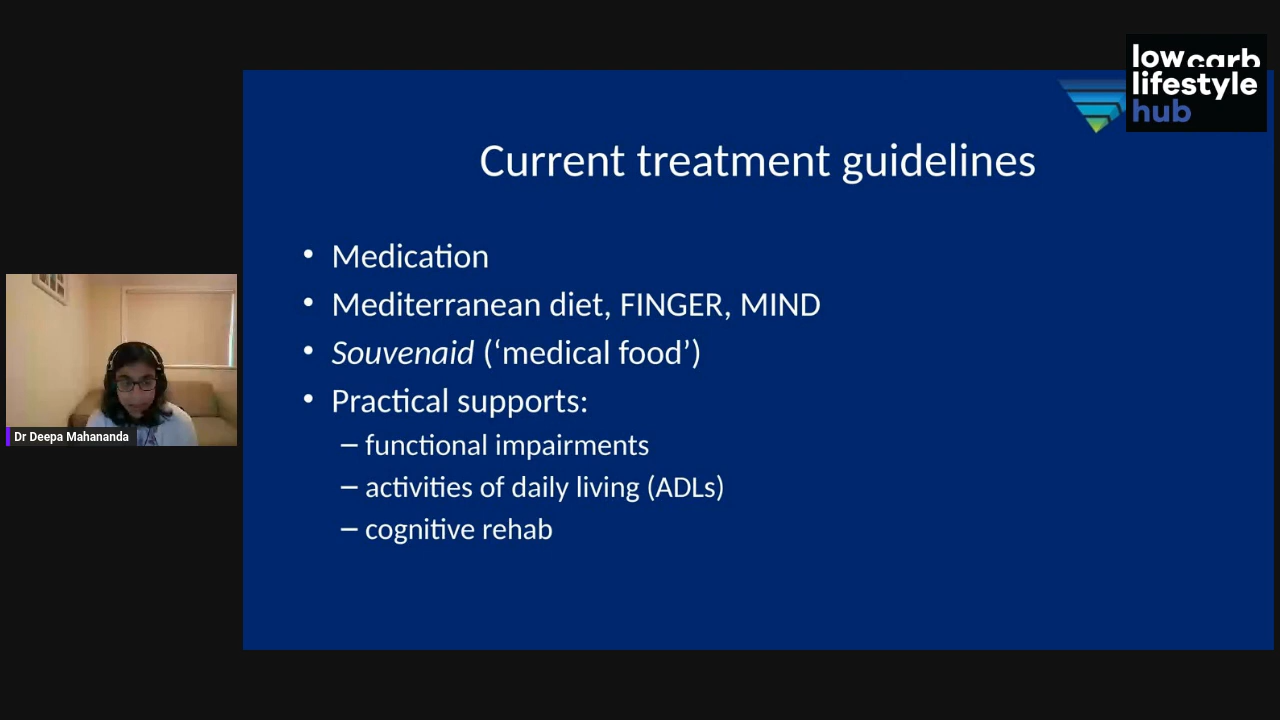 low carb
lifestyle
hub
Current treatment guidelines
• Medication
• Mediterranean diet, FINGER, MIND
• Souvenaid (‘medical food’)
• Practical supports:
– functional impairments
– activities of daily living (ADLs)
– cognitive rehab
Dr Deepa Mahananda